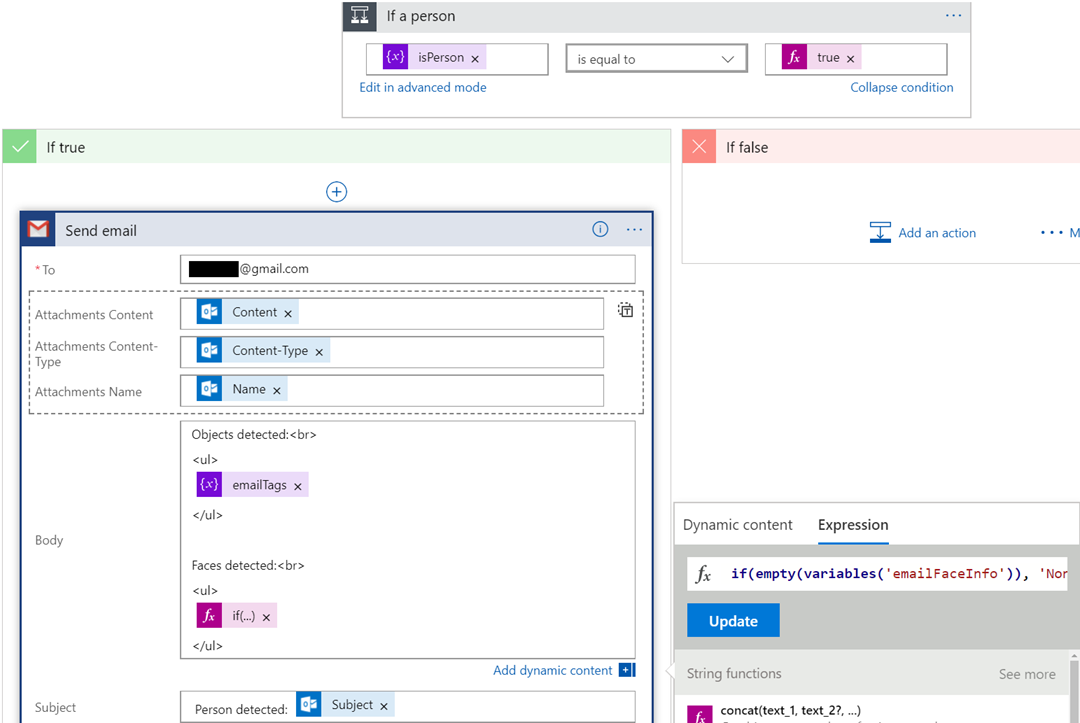 If a person
···
{x} isPerson ×
is equal to
fx true ×
Edit in advanced mode
Collapse condition
If true
If false
Add an action
··· M
Send email
···
* To
@gmail.com
Attachments Content
Content ×
Attachments Content-
Type
Content-Type ×
Attachments Name
Name ×
Body
Objects detected:<br>
<ul>
{x} emailTags ×
</ul>
Faces detected:<br>
<ul>
fx if(...) ×
</ul>
Add dynamic content
Subject
Person detected: Subject ×
Dynamic content
Expression
fx if(empty(variables('emailFaceInfo')), 'Nor
Update
String functions
See more
fx concat(text_1, text_2?, ...)